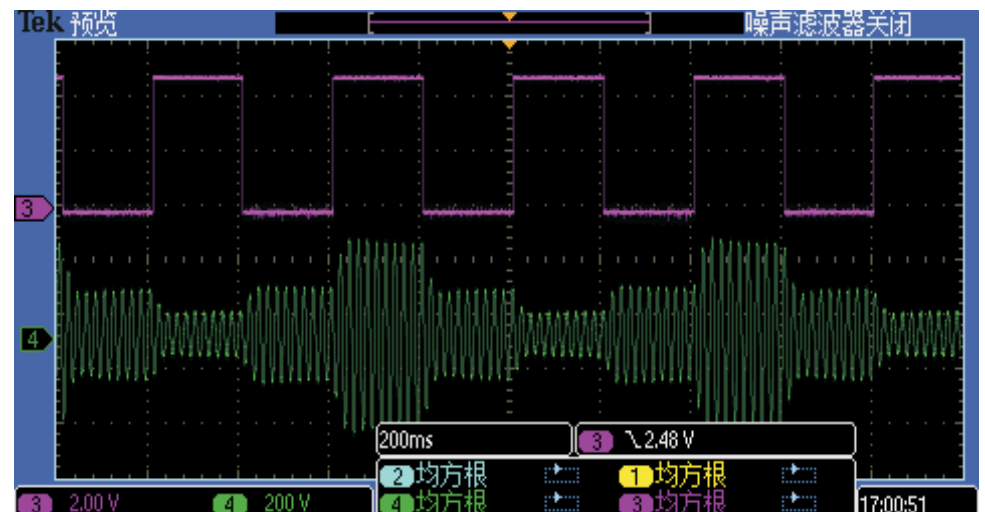 Tek 预览 噪声滤波器关闭
3
4
200ms 3 2.48 V
2 均方根 1 均方根
3 2.00 V 4 200 V 4 均方根 3 均方根 17:00:51